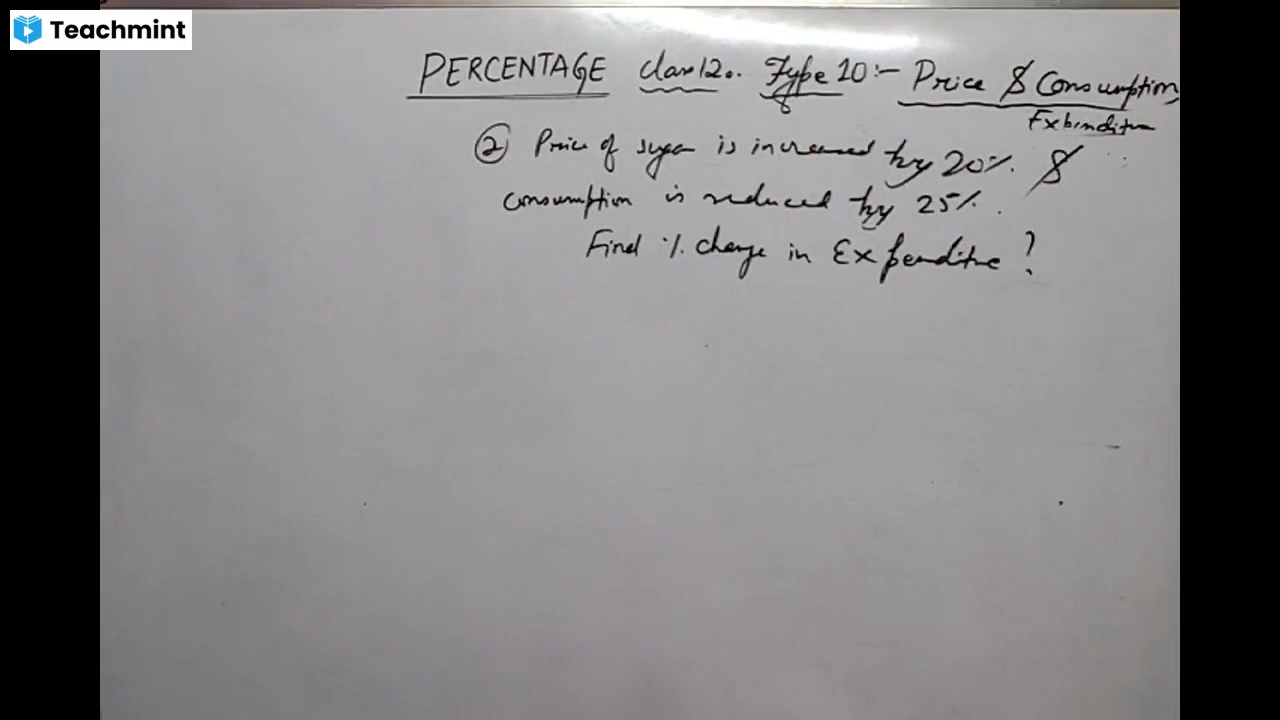 Teachmint
PERCENTAGE Class 12. Type 10:- Price & Consumption,
Expenditure
② Price of sugar is increased by 20%. &
consumption is reduced by 25%.
Find % change in Expenditure ?